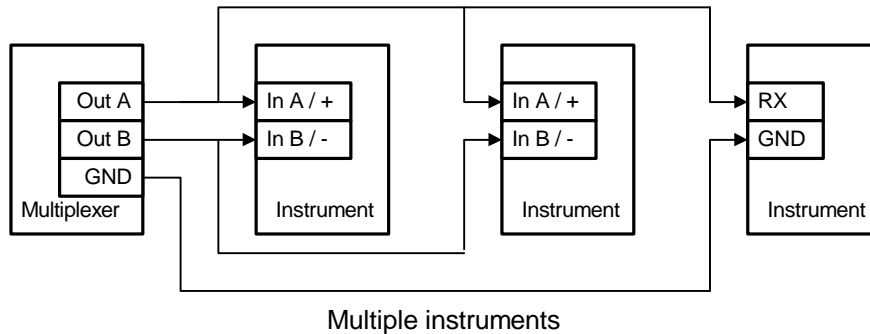 Out A
Out B
GND
Multiplexer
In A / +
In B / -
Instrument
In A / +
In B / -
Instrument
RX
GND
Instrument
Multiple instruments